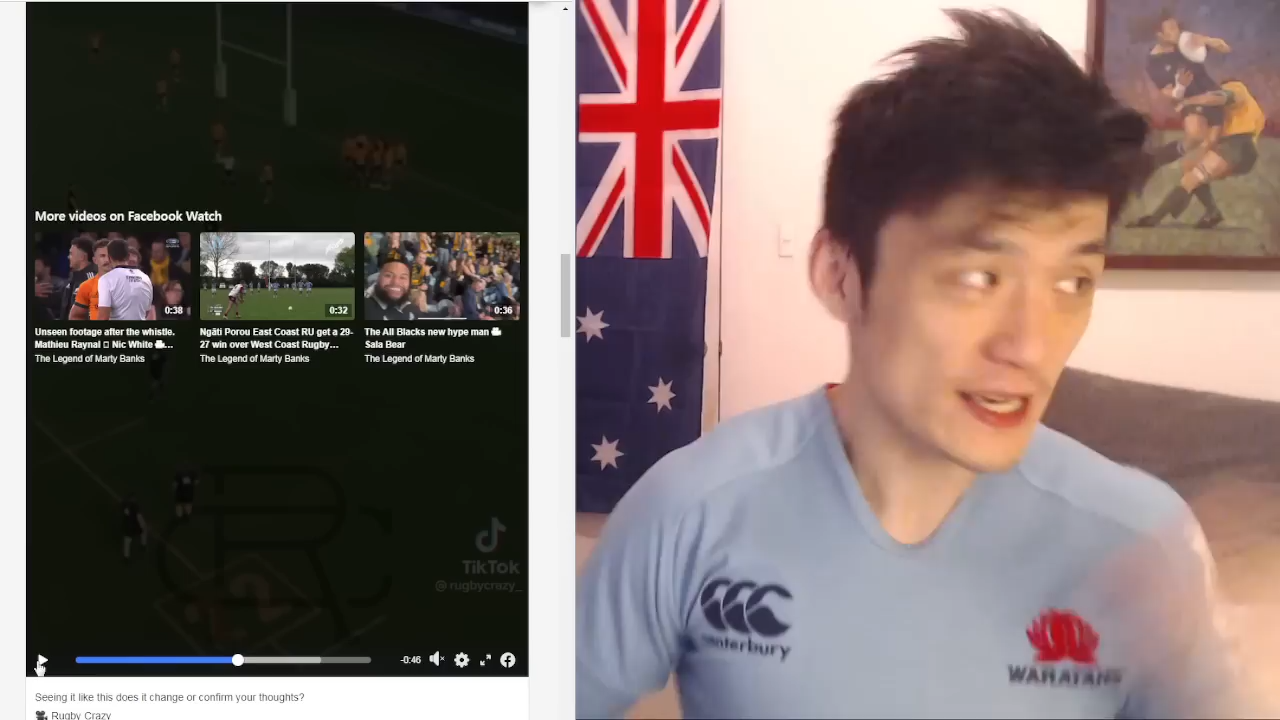 More videos on Facebook Watch
0:38
0:32
0:36
Unseen footage after the whistle.
Mathieu Raynal 🏻 Nic White 📹...
The Legend of Marty Banks
Ngāti Porou East Coast RU get a 29-
27 win over West Coast Rugby...
The Legend of Marty Banks
The All Blacks new hype man 📹
Sala Bear
The Legend of Marty Banks
TikTok
@rugbycrazy_
-0:46
Seeing it like this does it change or confirm your thoughts?
🎥 Rugby Crazy
canterbury
WARATAHS